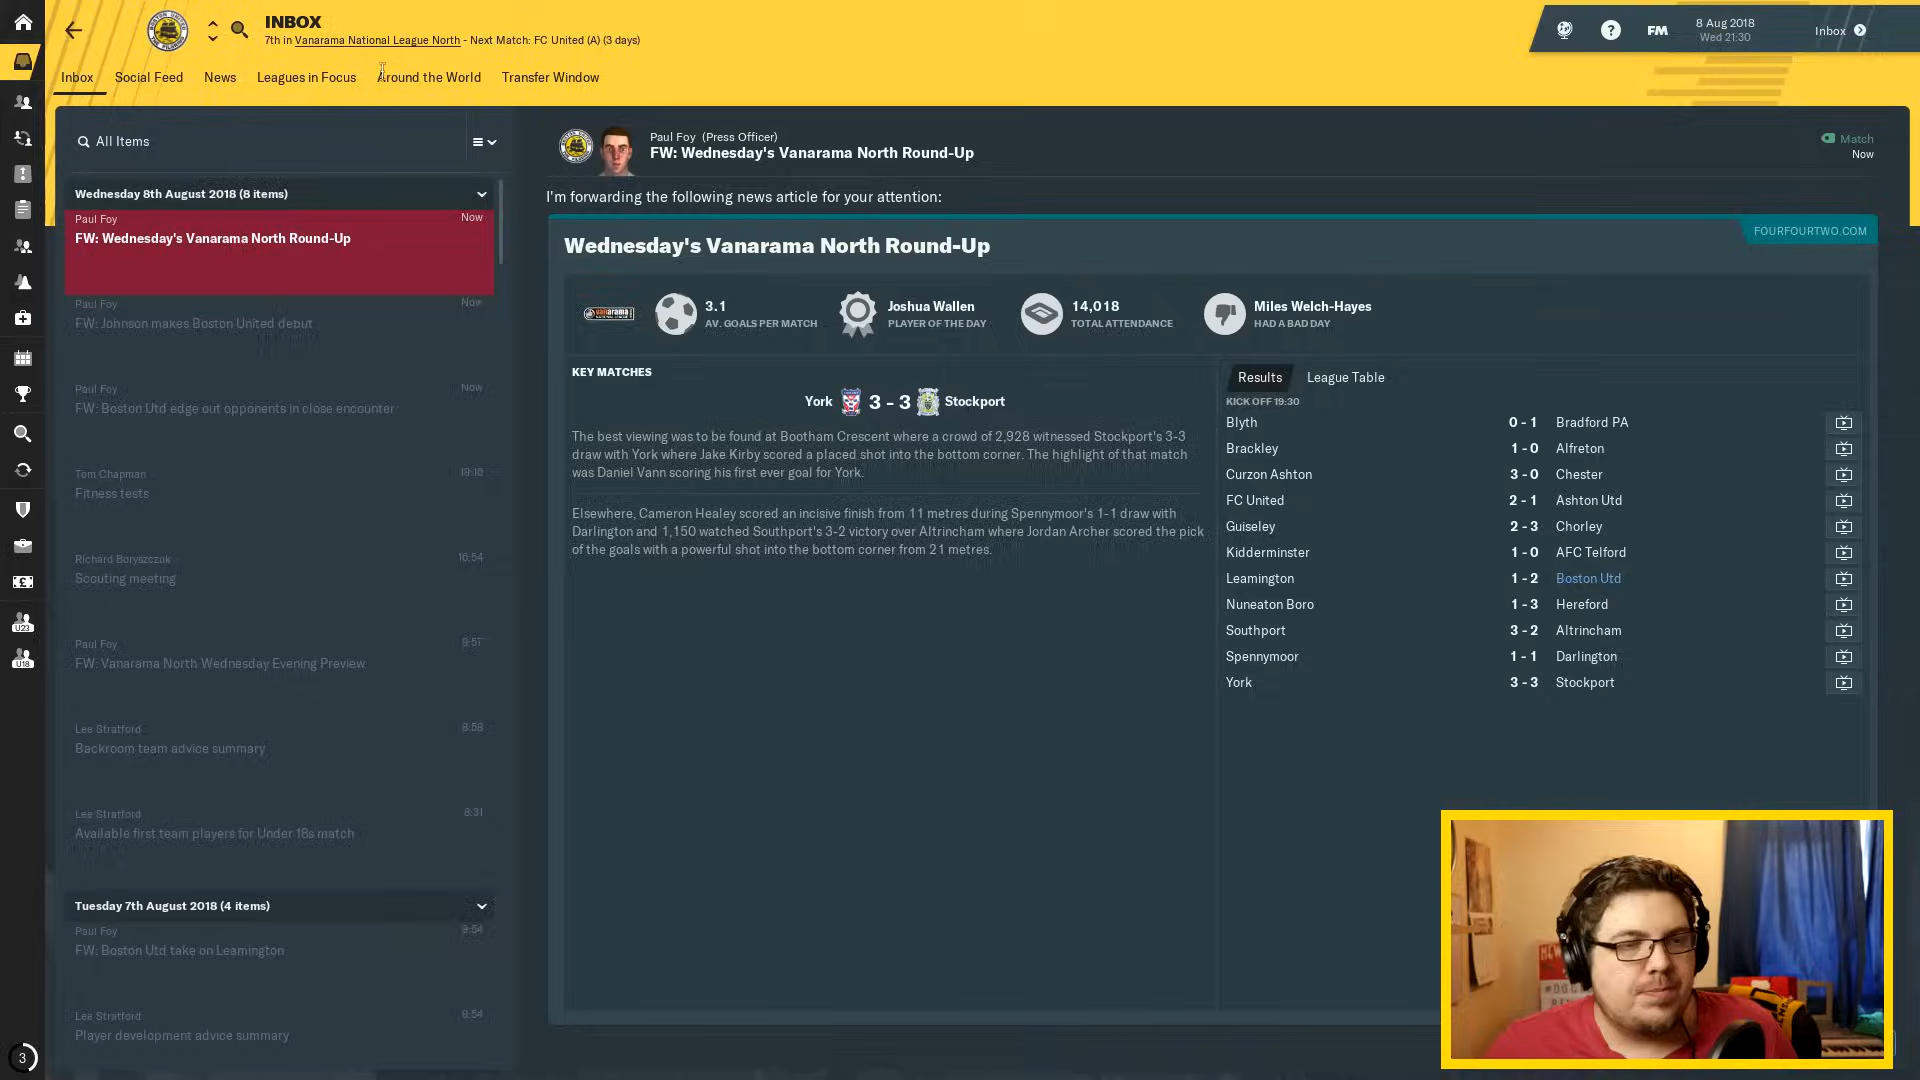 INBOX
7th in Vanarama National League North - Next Match: FC United (A) (3 days)
FM
8 Aug 2018
Wed 21:30
Inbox
Inbox
Social Feed
News
Leagues in Focus
Around the World
Transfer Window
All Items
Wednesday 8th August 2018 (8 items)
Paul Foy
Now
FW: Wednesday's Vanarama North Round-Up
Paul Foy
Now
FW: Johnson makes Boston United debut
Paul Foy
Now
FW: Boston Utd edge out opponents in close encounter
Tom Chapman
19:10
Fitness tests
Richard Boryszczuk
16:54
Scouting meeting
Paul Foy
9:57
FW: Vanarama North Wednesday Evening Preview
Lee Stratford
8:58
Backroom team advice summary
Lee Stratford
8:31
Available first team players for Under 18s match
Tuesday 7th August 2018 (4 items)
Paul Foy
9:54
FW: Boston Utd take on Leamington
Lee Stratford
8:54
Player development advice summary
U23
U18
3
Paul Foy (Press Officer)
FW: Wednesday's Vanarama North Round-Up
Match
Now
I'm forwarding the following news article for your attention:
FOURFOURTWO.COM
Wednesday's Vanarama North Round-Up
vanarama
3.1
AV. GOALS PER MATCH
Joshua Wallen
PLAYER OF THE DAY
14,018
TOTAL ATTENDANCE
Miles Welch-Hayes
HAD A BAD DAY
KEY MATCHES
York 3 - 3 Stockport
The best viewing was to be found at Bootham Crescent where a crowd of 2,928 witnessed Stockport's 3-3
draw with York where Jake Kirby scored a placed shot into the bottom corner. The highlight of that match
was Daniel Vann scoring his first ever goal for York.
Elsewhere, Cameron Healey scored an incisive finish from 11 metres during Spennymoor's 1-1 draw with
Darlington and 1,150 watched Southport's 3-2 victory over Altrincham where Jordan Archer scored the pick
of the goals with a powerful shot into the bottom corner from 21 metres.
Results
League Table
KICK OFF 19:30
Blyth 0 - 1 Bradford PA
Brackley 1 - 0 Alfreton
Curzon Ashton 3 - 0 Chester
FC United 2 - 1 Ashton Utd
Guiseley 2 - 3 Chorley
Kidderminster 1 - 0 AFC Telford
Leamington 1 - 2 Boston Utd
Nuneaton Boro 1 - 3 Hereford
Southport 3 - 2 Altrincham
Spennymoor 1 - 1 Darlington
York 3 - 3 Stockport